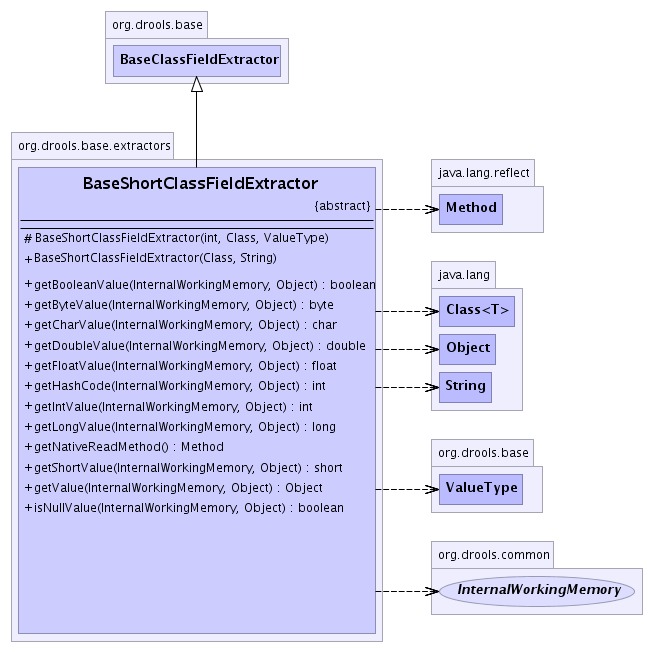 org.drools.base
BaseClassFieldExtractor
org.drools.base.extractors
BaseShortClassFieldExtractor
{abstract}
# BaseShortClassFieldExtractor(int, Class, ValueType)
+ BaseShortClassFieldExtractor(Class, String)
+ getBooleanValue(InternalWorkingMemory, Object) : boolean
+ getByteValue(InternalWorkingMemory, Object) : byte
+ getCharValue(InternalWorkingMemory, Object) : char
+ getDoubleValue(InternalWorkingMemory, Object) : double
+ getFloatValue(InternalWorkingMemory, Object) : float
+ getHashCode(InternalWorkingMemory, Object) : int
+ getIntValue(InternalWorkingMemory, Object) : int
+ getLongValue(InternalWorkingMemory, Object) : long
+ getNativeReadMethod() : Method
+ getShortValue(InternalWorkingMemory, Object) : short
+ getValue(InternalWorkingMemory, Object) : Object
+ isNullValue(InternalWorkingMemory, Object) : boolean
java.lang.reflect
Method
java.lang
Class<T>
Object
String
org.drools.base
ValueType
org.drools.common
InternalWorkingMemory